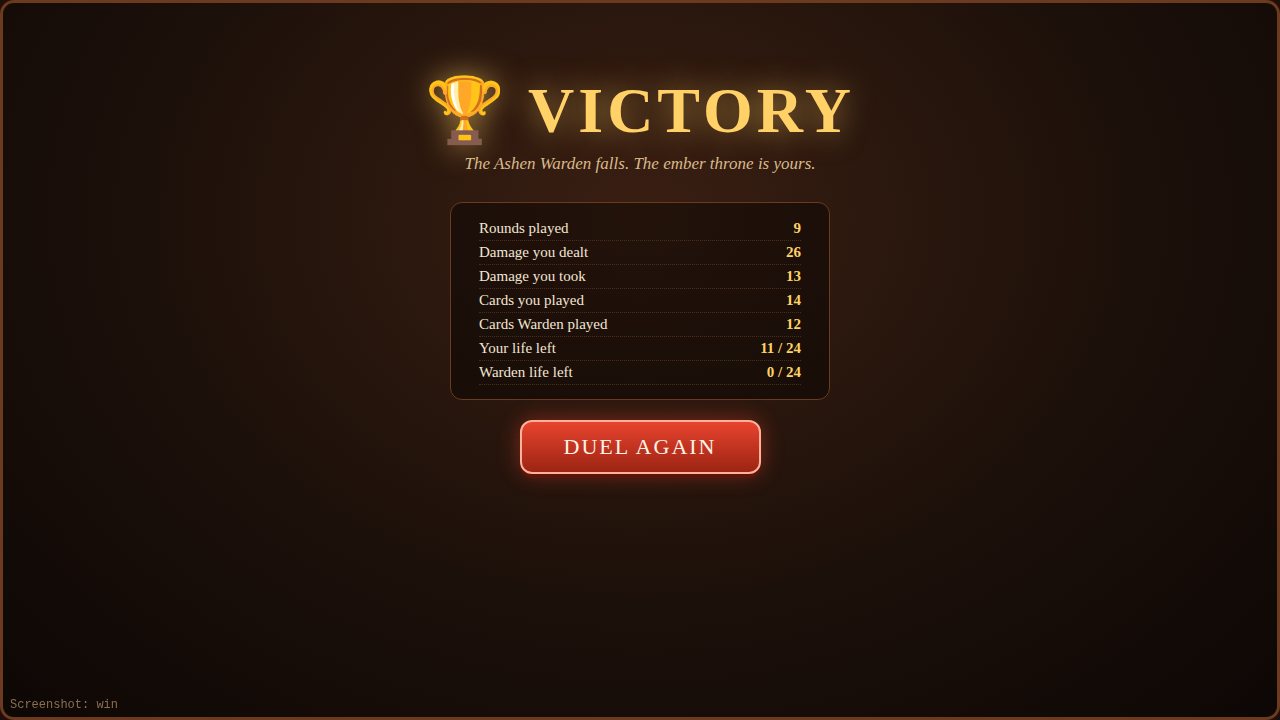 🏆 VICTORY
The Ashen Warden falls. The ember throne is yours.
Rounds played 9
Damage you dealt 26
Damage you took 13
Cards you played 14
Cards Warden played 12
Your life left 11 / 24
Warden life left 0 / 24
DUEL AGAIN
Screenshot: win